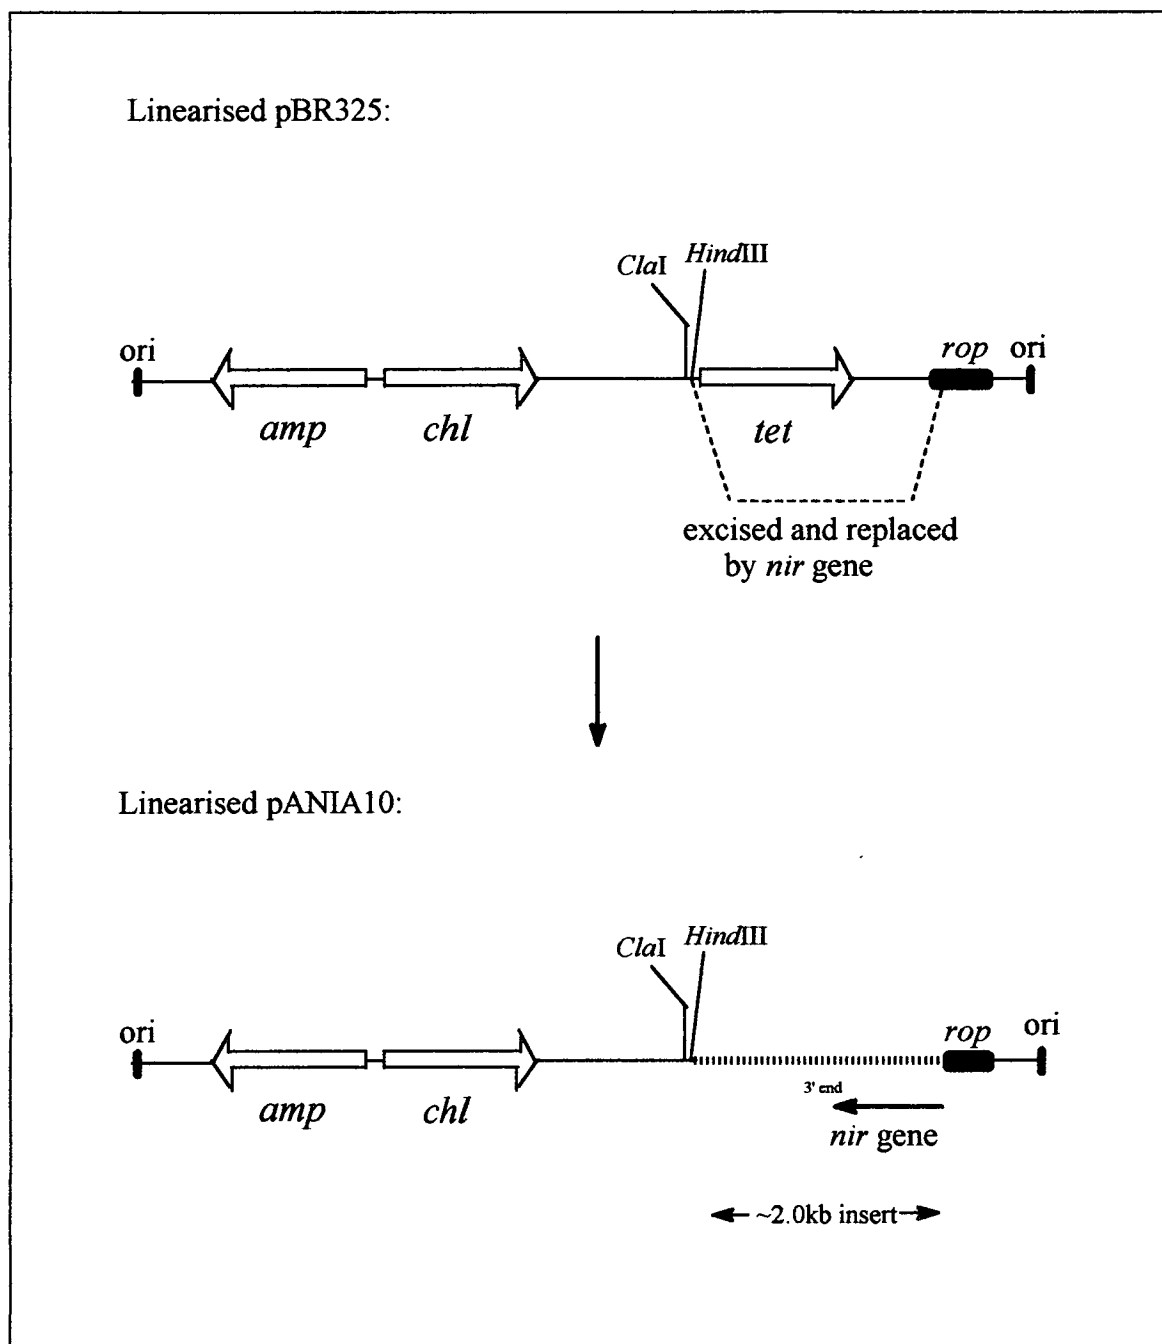 Linearised pBR325:
ClaI HindIII
ori rop ori
amp chl tet
excised and replaced
by nir gene
Linearised pANIA10:
ClaI HindIII
ori rop ori
3' end
amp chl nir gene
~2.0kb insert